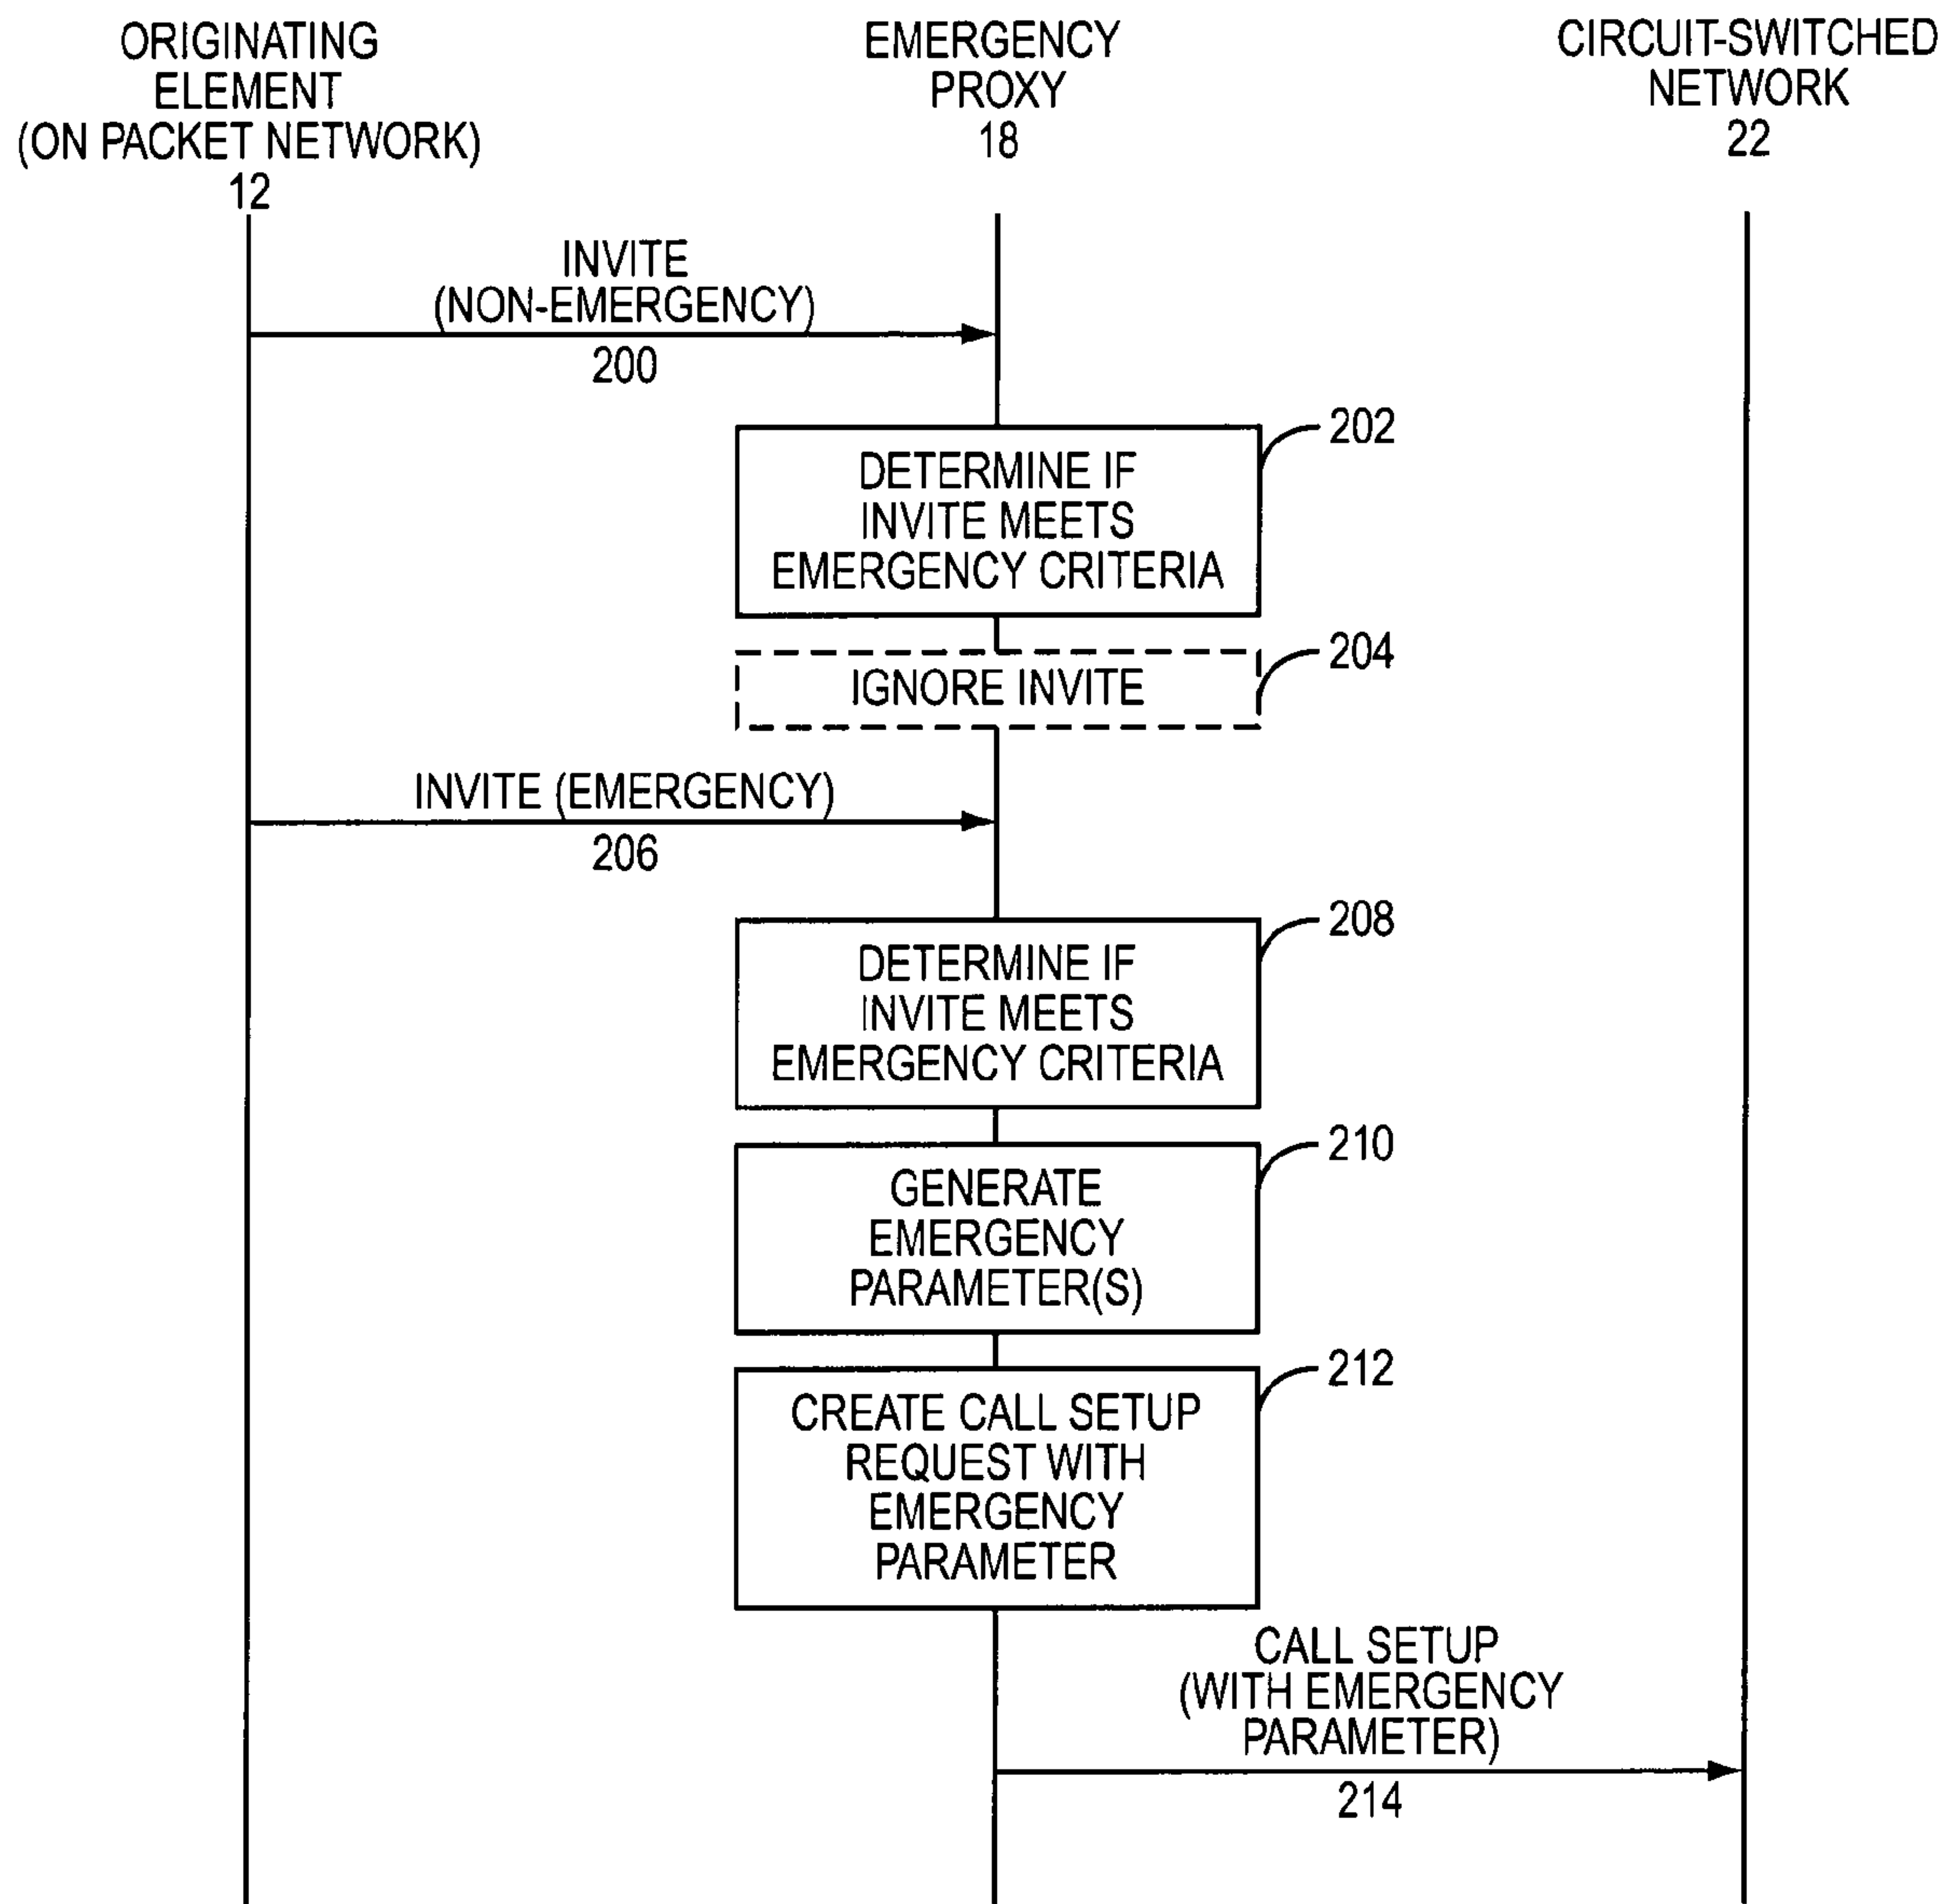 ORIGINATING
ELEMENT
(ON PACKET NETWORK)
12
EMERGENCY
PROXY
18
CIRCUIT-SWITCHED
NETWORK
22
INVITE
(NON-EMERGENCY)
200
DETERMINE IF
INVITE MEETS
EMERGENCY CRITERIA
202
IGNORE INVITE
204
INVITE (EMERGENCY)
206
DETERMINE IF
INVITE MEETS
EMERGENCY CRITERIA
208
GENERATE
EMERGENCY
PARAMETER(S)
210
CREATE CALL SETUP
REQUEST WITH
EMERGENCY
PARAMETER
212
CALL SETUP
(WITH EMERGENCY
PARAMETER)
214